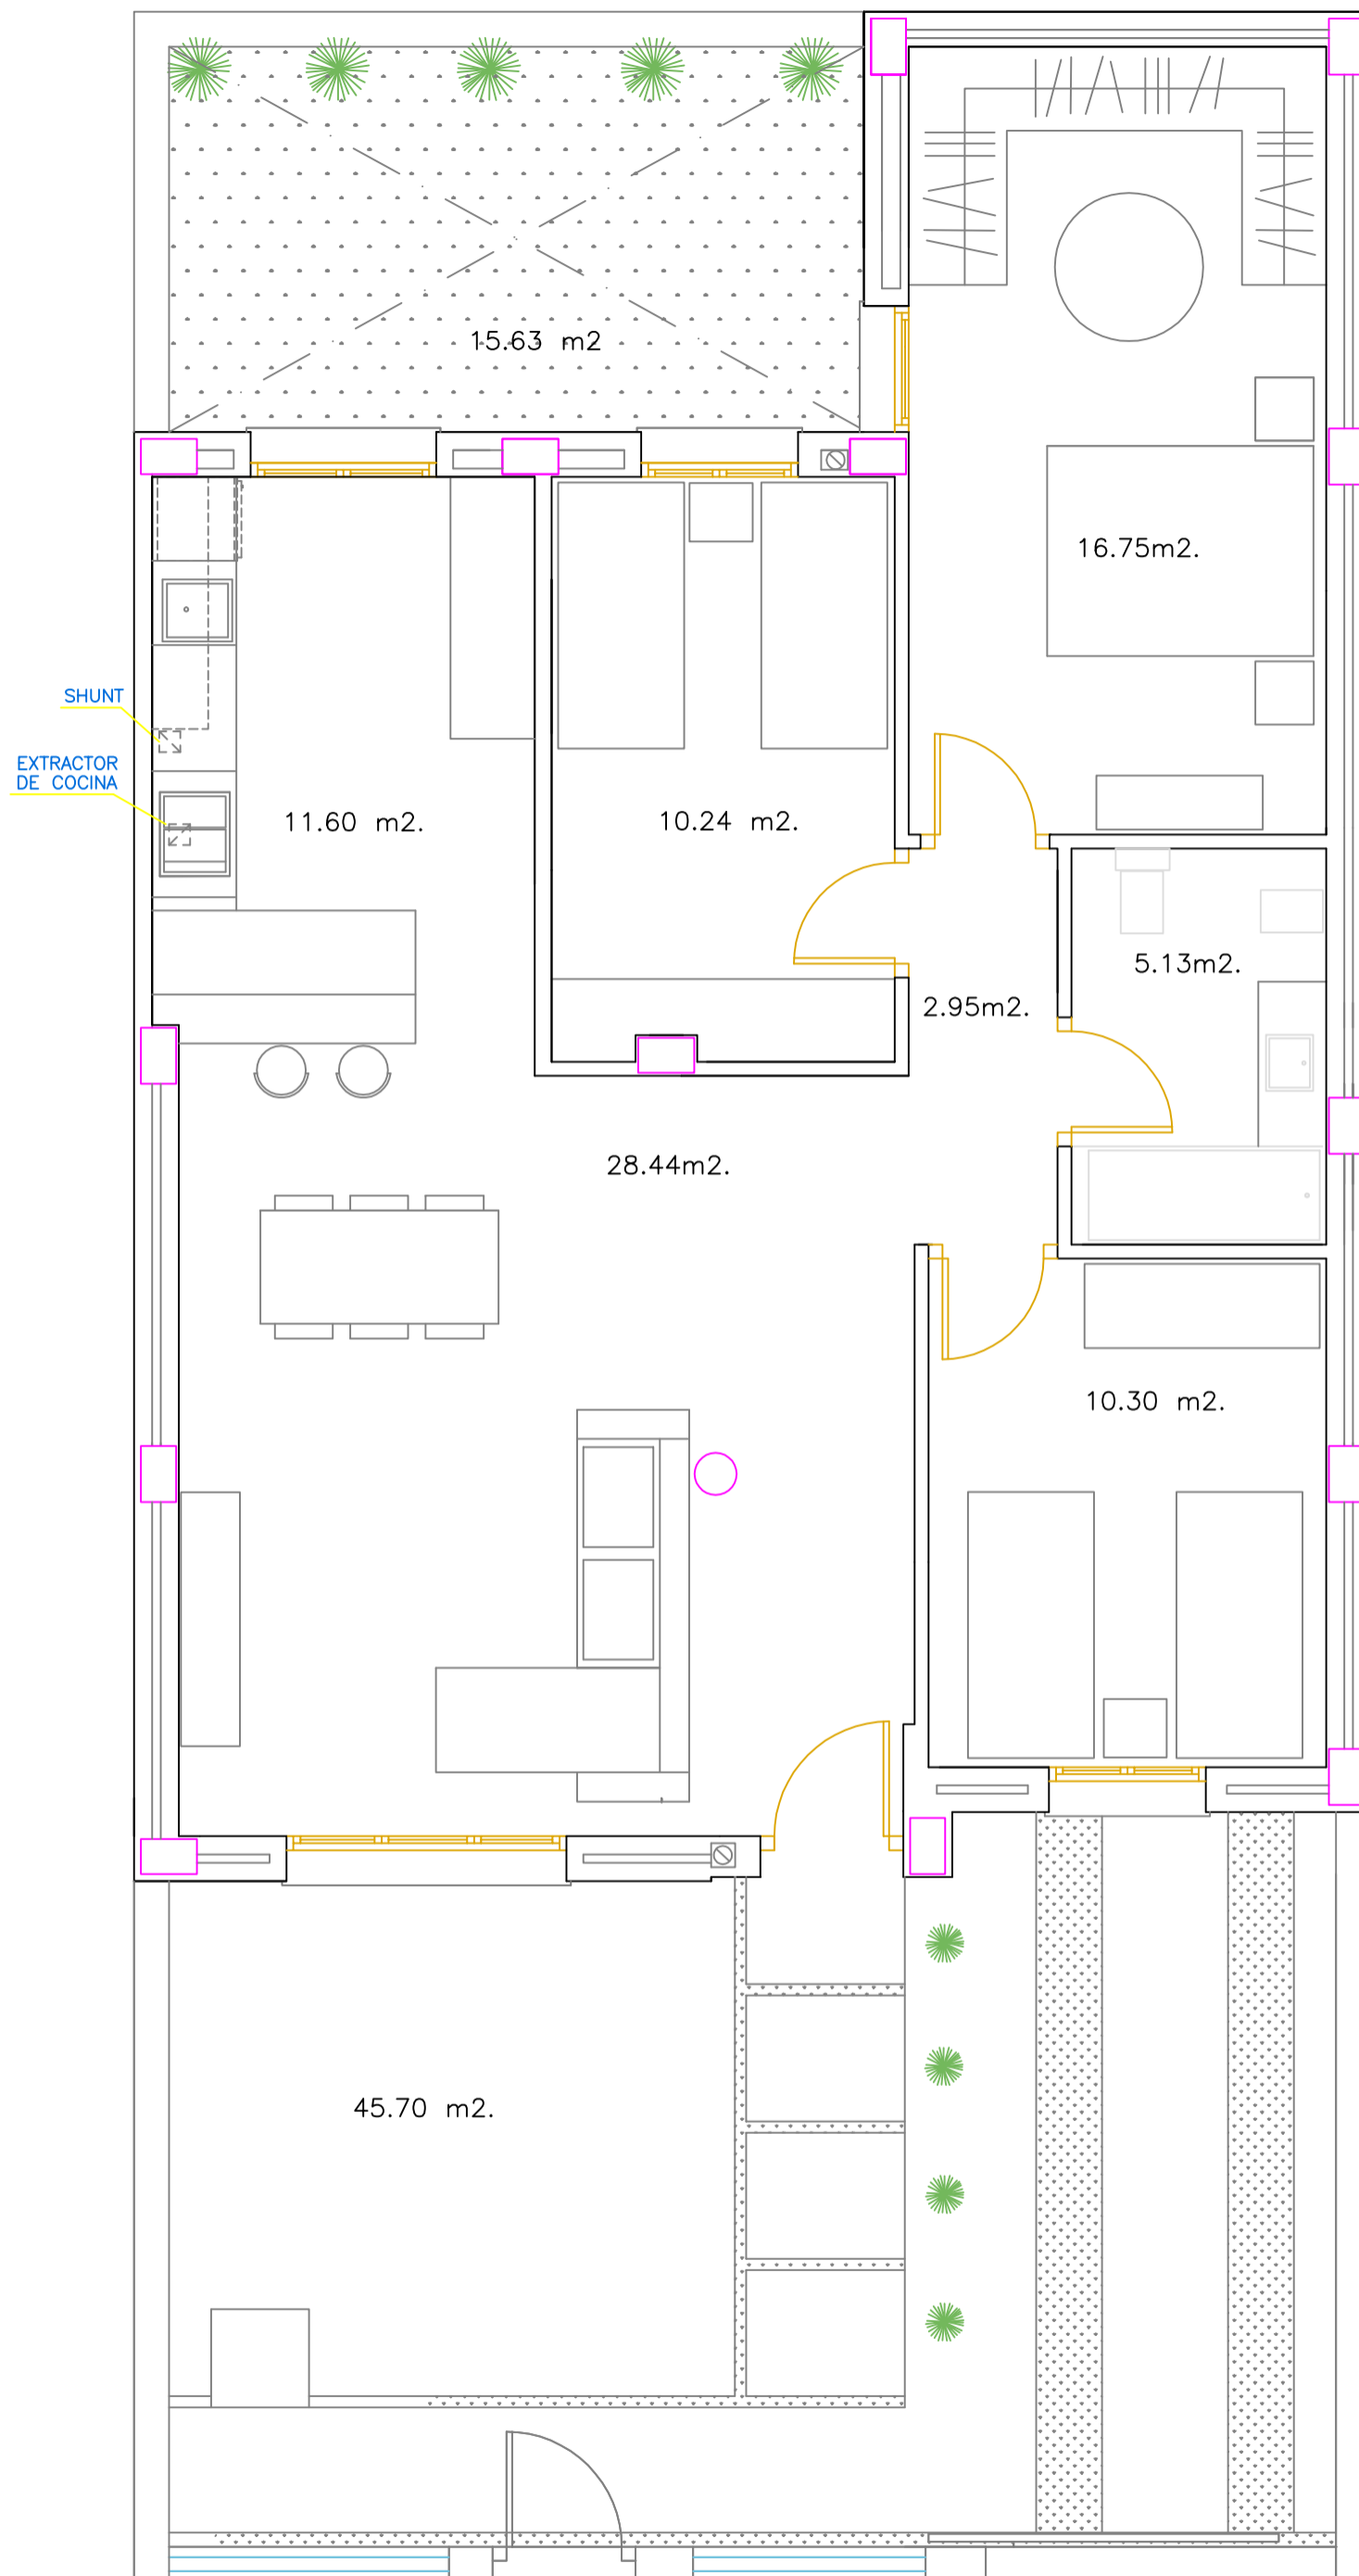 15.63 m2
16.75m2.
SHUNT
EXTRACTOR
DE COCINA
11.60 m2.
10.24 m2.
5.13m2.
2.95m2.
28.44m2.
10.30 m2.
45.70 m2.